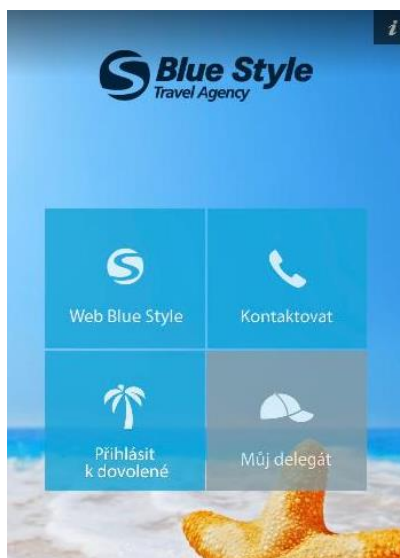 i
Blue Style
Travel Agency
Web Blue Style
Kontaktovat
Přihlásit
k dovolené
Můj delegát